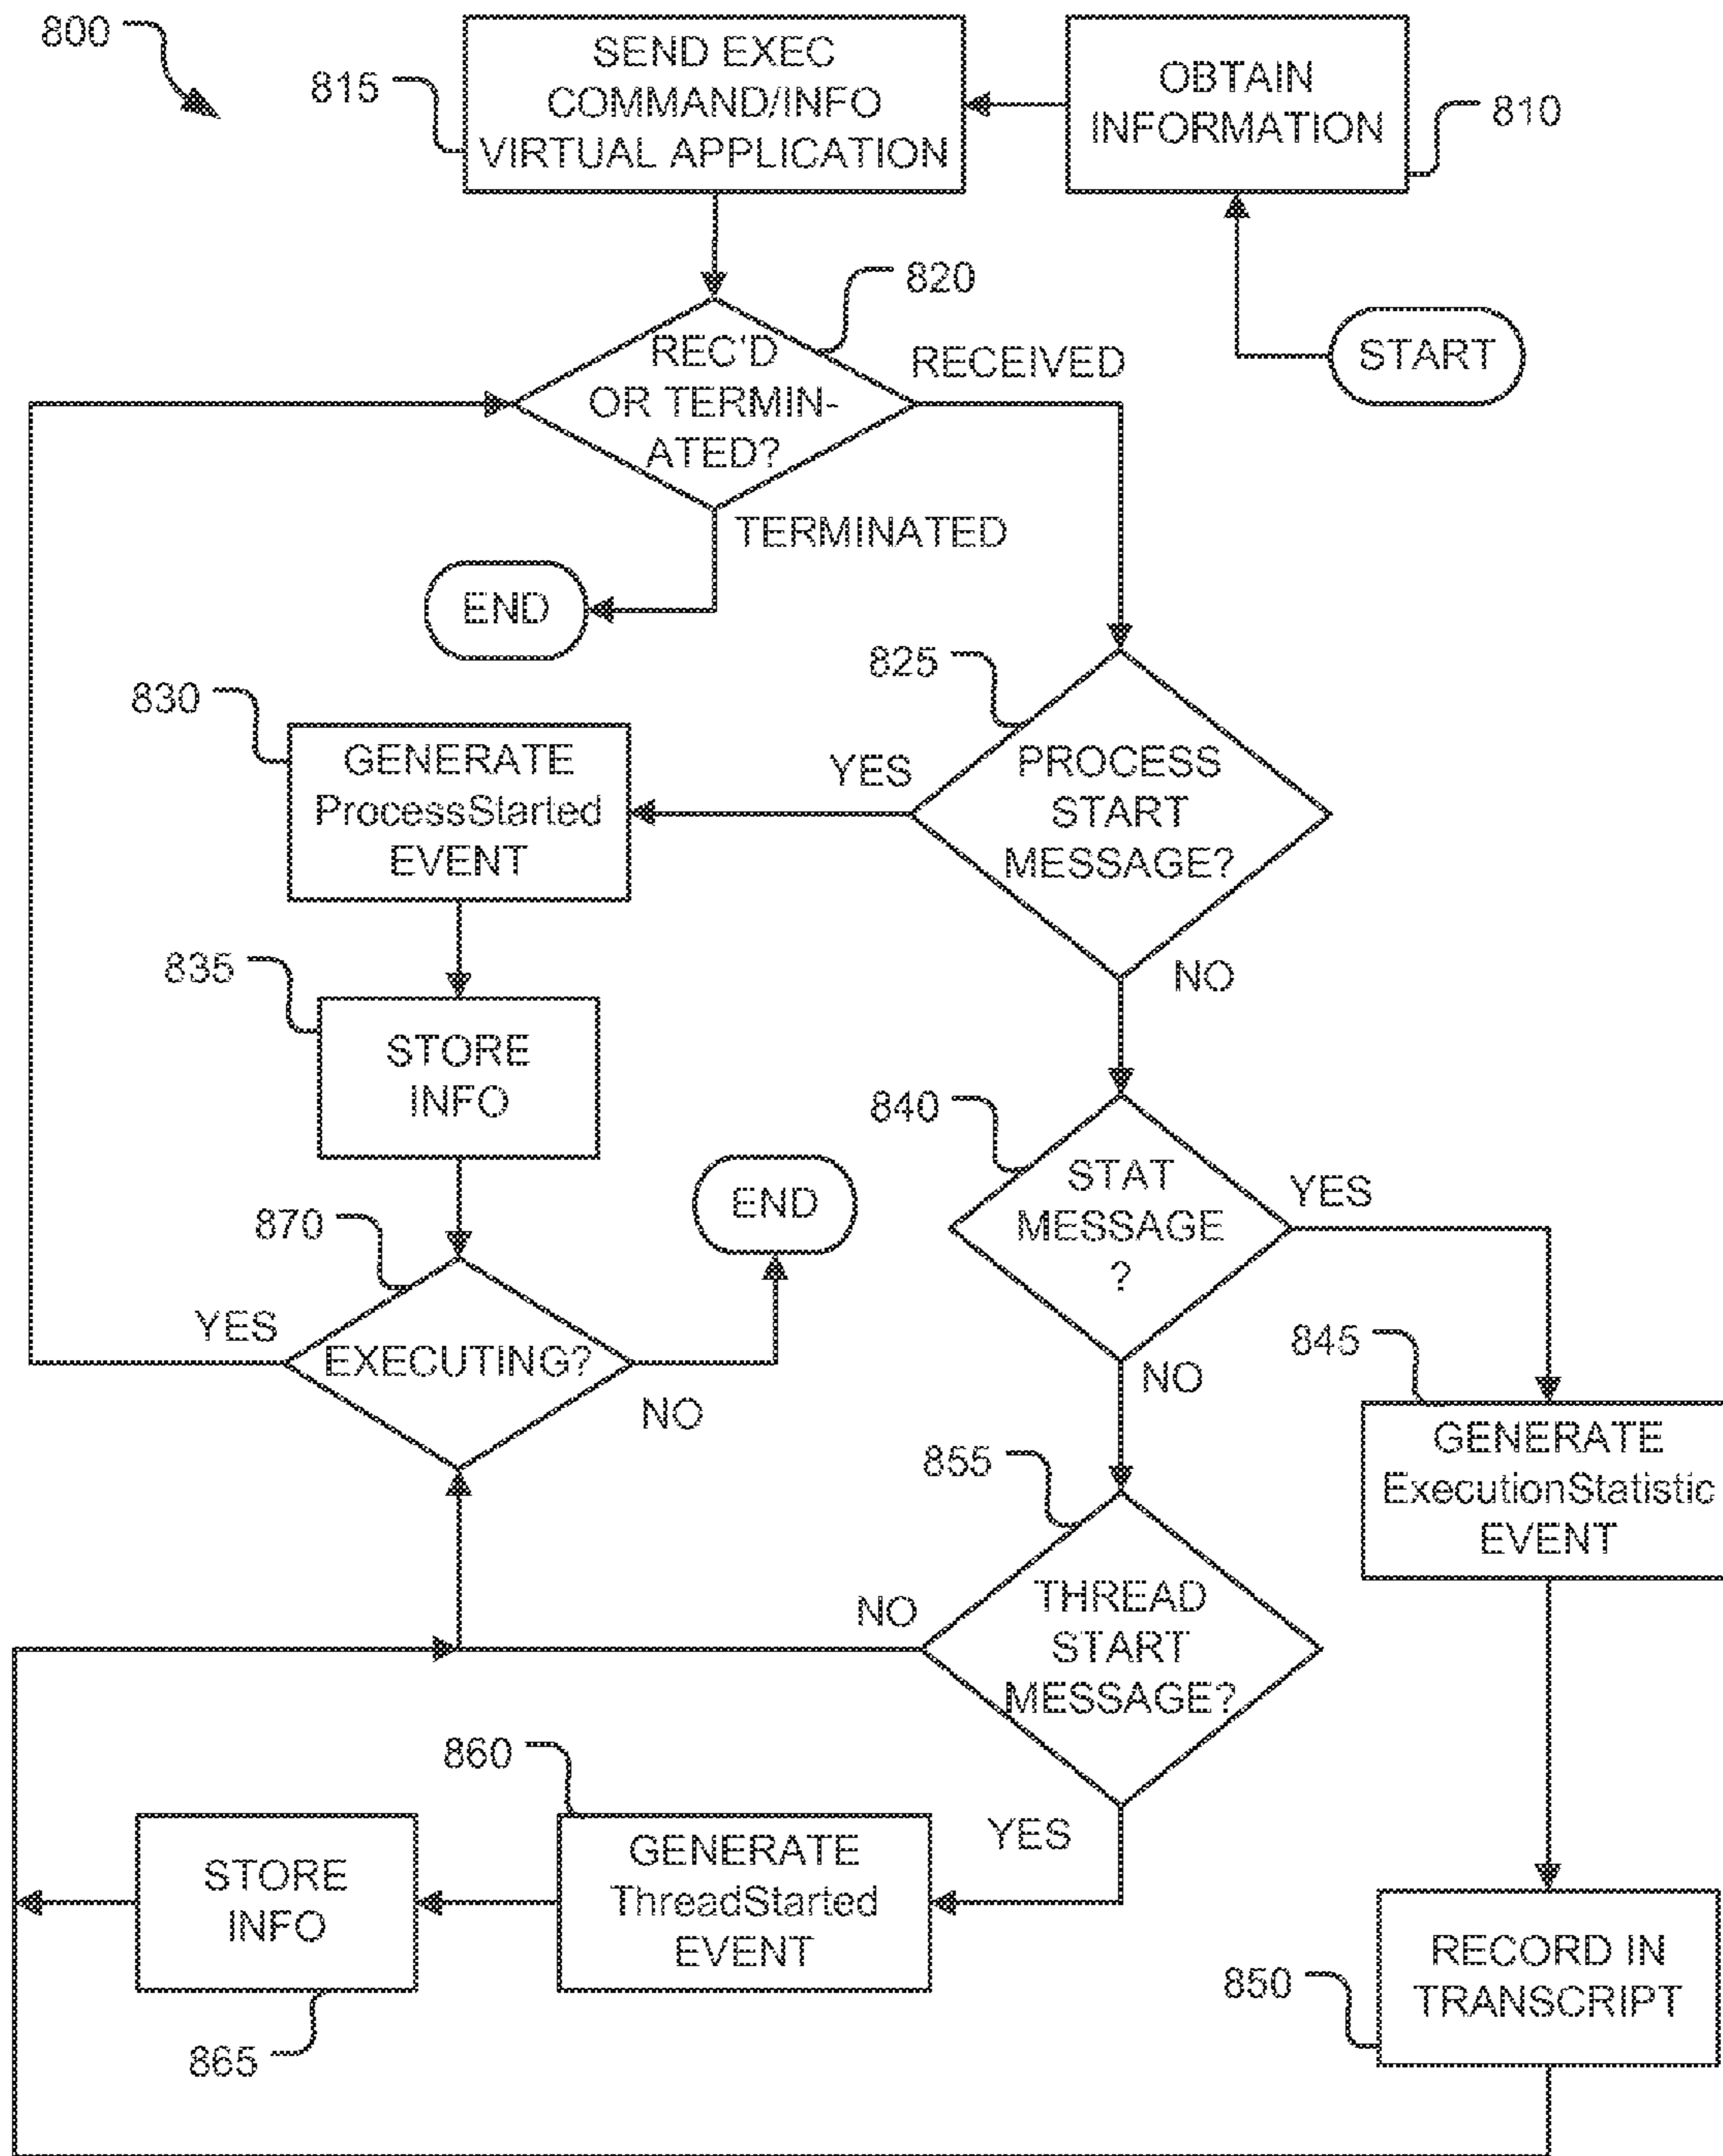 800
815
SEND EXEC
COMMAND/INFO
VIRTUAL APPLICATION
OBTAIN
INFORMATION
810
820
REC'D
OR TERMIN-
ATED?
RECEIVED
START
TERMINATED
END
825
830
GENERATE
ProcessStarted
EVENT
YES
PROCESS
START
MESSAGE?
835
NO
STORE
INFO
840
STAT
MESSAGE
?
YES
END
870
YES
EXECUTING?
NO
NO
845
GENERATE
ExecutionStatistic
EVENT
855
NO
THREAD
START
MESSAGE?
860
YES
STORE
INFO
GENERATE
ThreadStarted
EVENT
865
850
RECORD IN
TRANSCRIPT